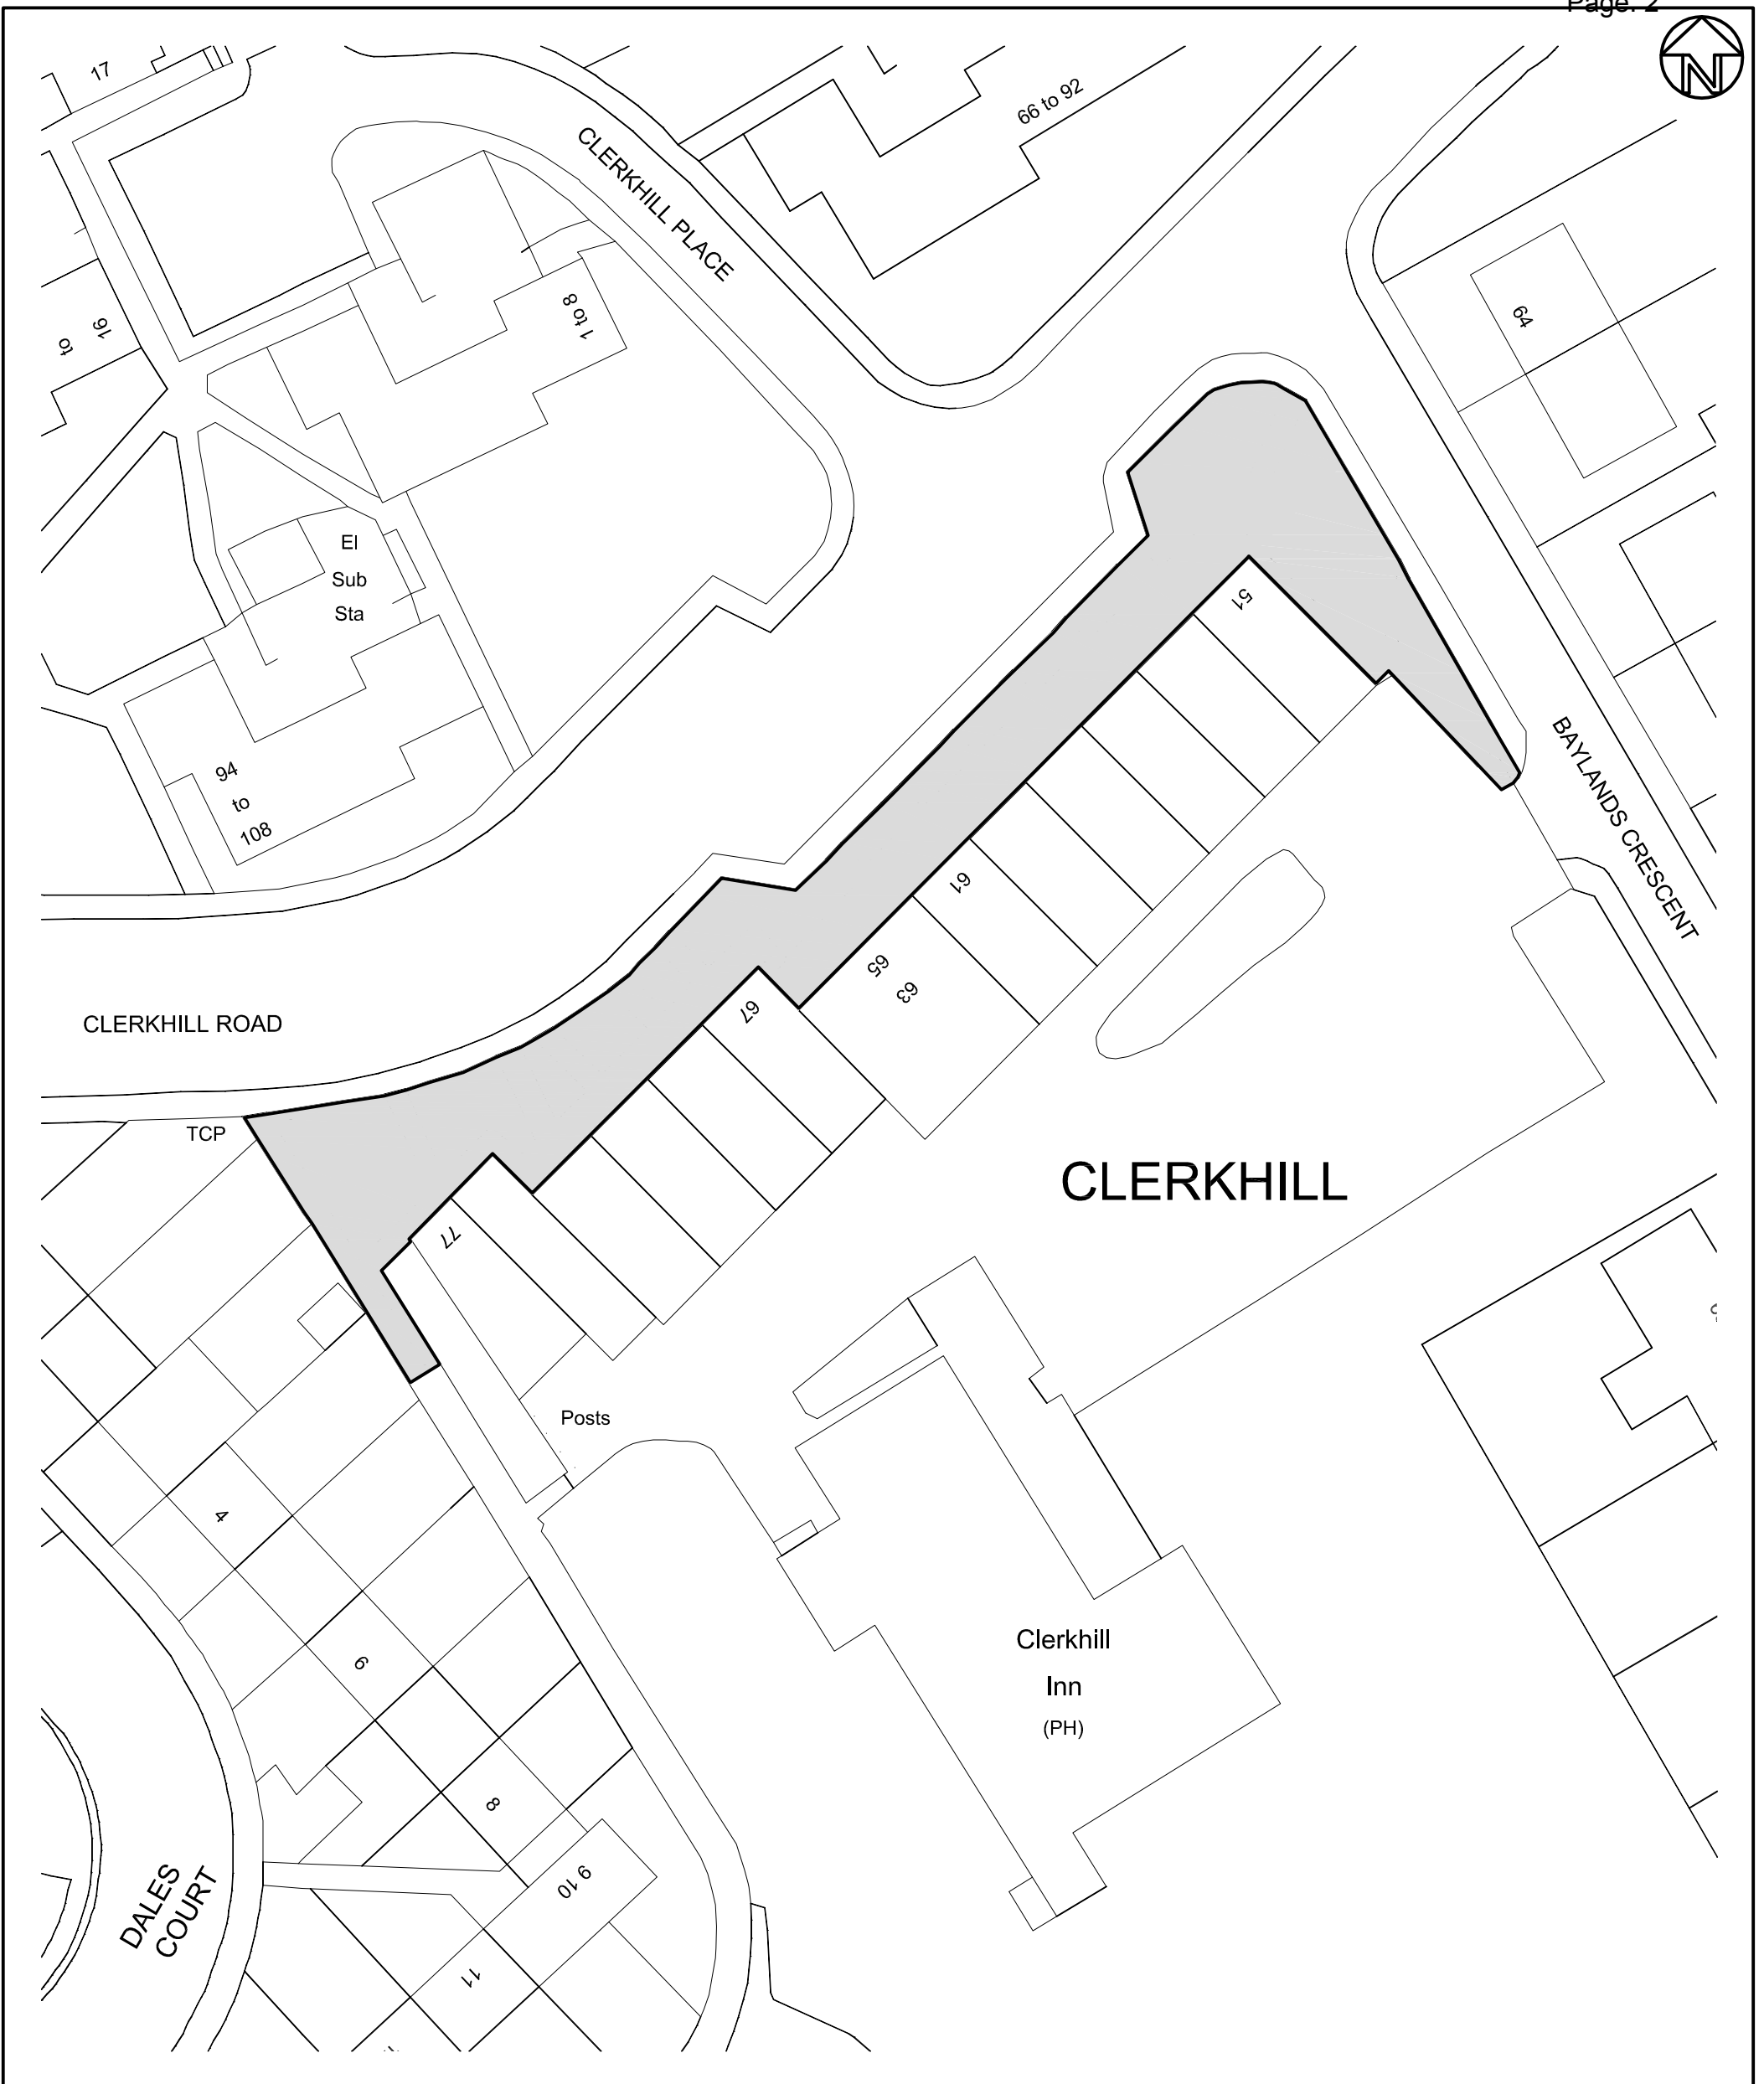 Page: 2
N
17
66 to 92
CLERKHILL PLACE
16
to
1 to 8
64
El
Sub
Sta
51
94
to
108
BAYLANDS CRESCENT
61
65
63
67
CLERKHILL ROAD
TCP
CLERKHILL
77
Posts
4
6
Clerkhill
Inn
(PH)
8
9 10
DALES
COURT
11